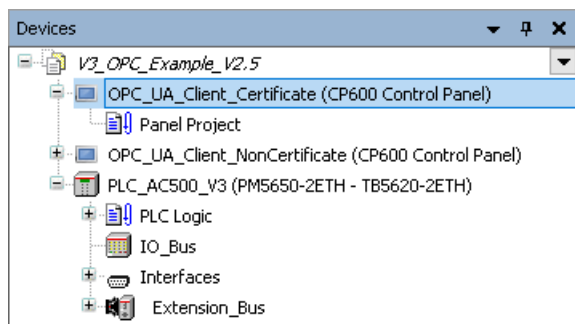 Devices
V3_OPC_Example_V2.5
OPC_UA_Client_Certificate (CP600 Control Panel)
Panel Project
OPC_UA_Client_NonCertificate (CP600 Control Panel)
PLC_AC500_V3 (PM5650-2ETH - TB5620-2ETH)
PLC Logic
IO_Bus
Interfaces
Extension_Bus